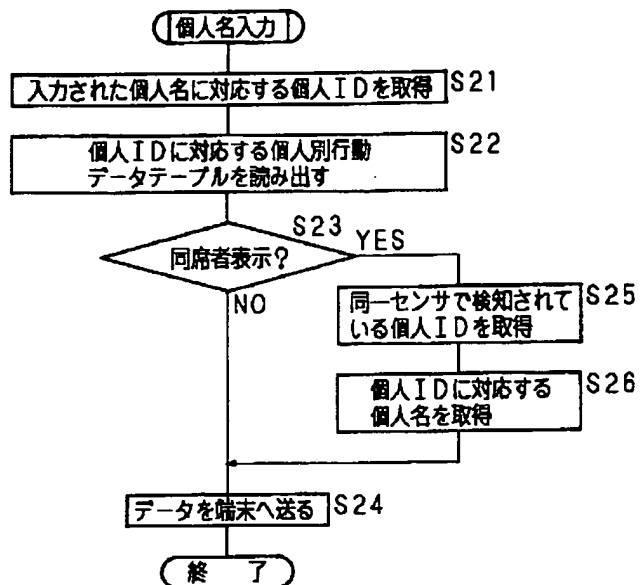 個人名入力
入力された個人名に対応する個人IDを取得 S21
個人IDに対応する個人別行動 S22
データテーブルを読み出す
S23
同席者表示? YES
NO
同一センサで検知されて S25
いる個人IDを取得
個人IDに対応する S26
個人名を取得
データを端末へ送る S24
終 了